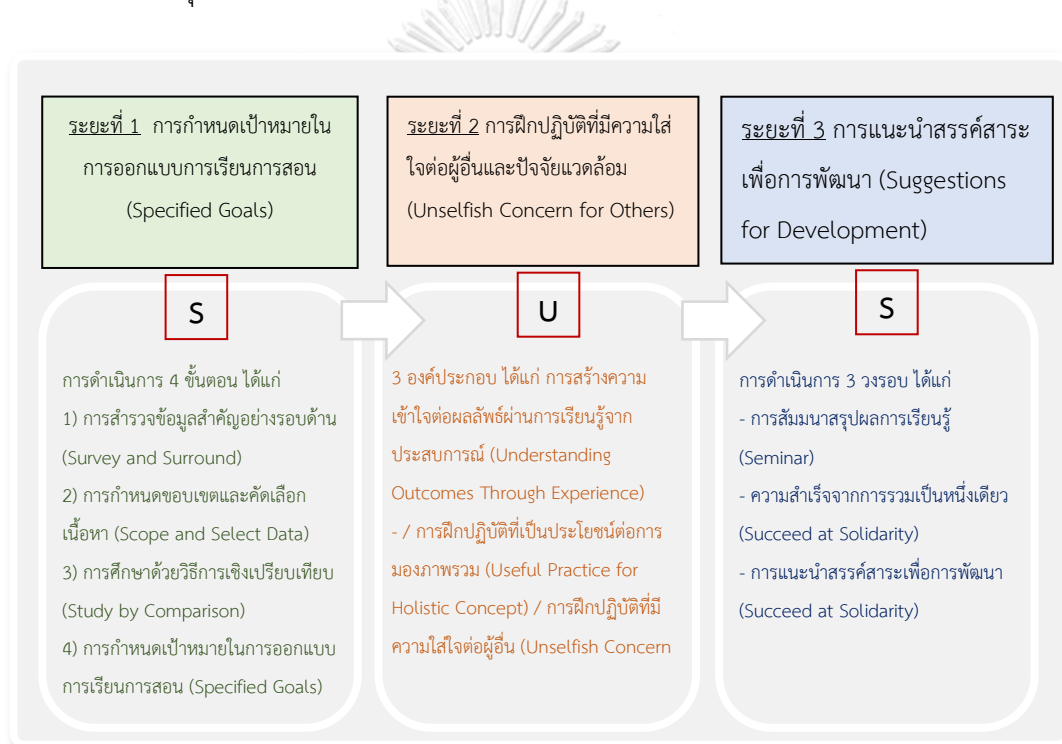 ระยะที่ 1 การกำหนดเป้าหมายใน
การออกแบบการเรียนการสอน
(Specified Goals)
S
การดำเนินการ 4 ขั้นตอน ได้แก่
1) การสำรวจข้อมูลสำคัญอย่างรอบด้าน
(Survey and Surround)
2) การกำหนดขอบเขตและคัดเลือก
เนื้อหา (Scope and Select Data)
3) การศึกษาด้วยวิธีการเชิงเปรียบเทียบ
(Study by Comparison)
4) การกำหนดเป้าหมายในการออกแบบ
การเรียนการสอน (Specified Goals)
ระยะที่ 2 การฝึกปฏิบัติที่มีความใส่
ใจต่อผู้อื่นและปัจจัยแวดล้อม
(Unselfish Concern for Others)
U
3 องค์ประกอบ ได้แก่ การสร้างความ
เข้าใจต่อผลลัพธ์ผ่านการเรียนรู้จาก
ประสบการณ์ (Understanding
Outcomes Through Experience)
- / การฝึกปฏิบัติที่เป็นประโยชน์ต่อการ
มองภาพรวม (Useful Practice for
Holistic Concept) / การฝึกปฏิบัติที่มี
ความใส่ใจต่อผู้อื่น (Unselfish Concern
ระยะที่ 3 การแนะนำสรรค์สาระ
เพื่อการพัฒนา (Suggestions
for Development)
S
การดำเนินการ 3 วงรอบ ได้แก่
- การสัมมนาสรุปผลการเรียนรู้
(Seminar)
- ความสำเร็จจากการรวมเป็นหนึ่งเดียว
(Succeed at Solidarity)
- การแนะนำสรรค์สาระเพื่อการพัฒนา
(Succeed at Solidarity)